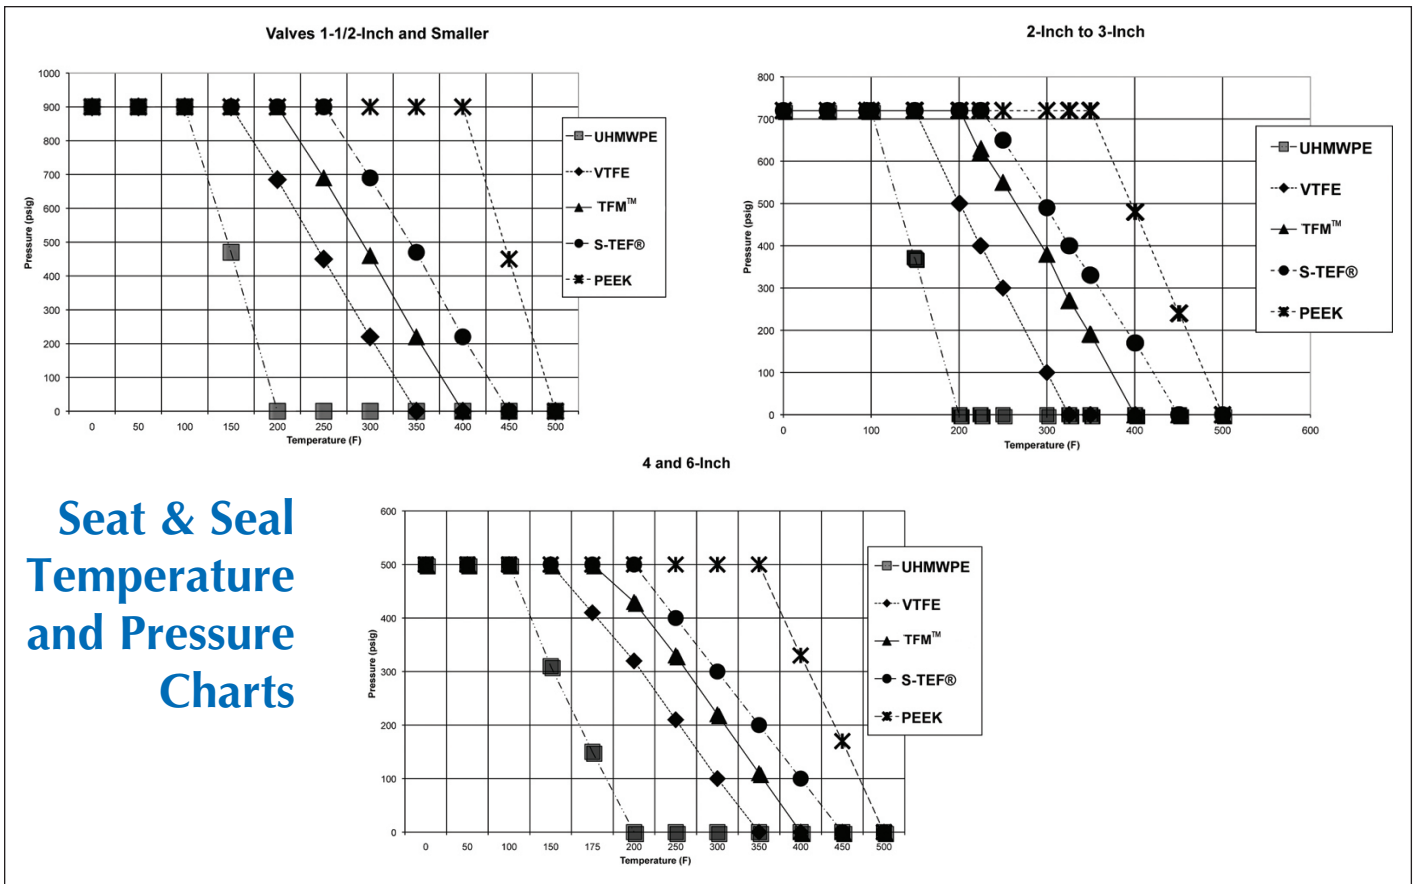 Valves 1-1/2-Inch and Smaller
1000
900
800
700
600
500
400
300
200
100
0
Pressure (psig)
0 50 100 150 200 250 300 350 400 450 500
Temperature (F)
UHMWPE
VTFE
TFM™
S-TEF®
PEEK
2-Inch to 3-Inch
800
700
600
500
400
300
200
100
0
Pressure (psig)
0 100 200 300 400 500 600
Temperature (F)
UHMWPE
VTFE
TFM™
S-TEF®
PEEK
Seat & Seal
Temperature
and Pressure
Charts
4 and 6-Inch
600
500
400
300
200
100
0
Pressure (psig)
0 50 100 150 175 200 250 300 350 400 450 500
Temperature (F)
UHMWPE
VTFE
TFM™
S-TEF®
PEEK